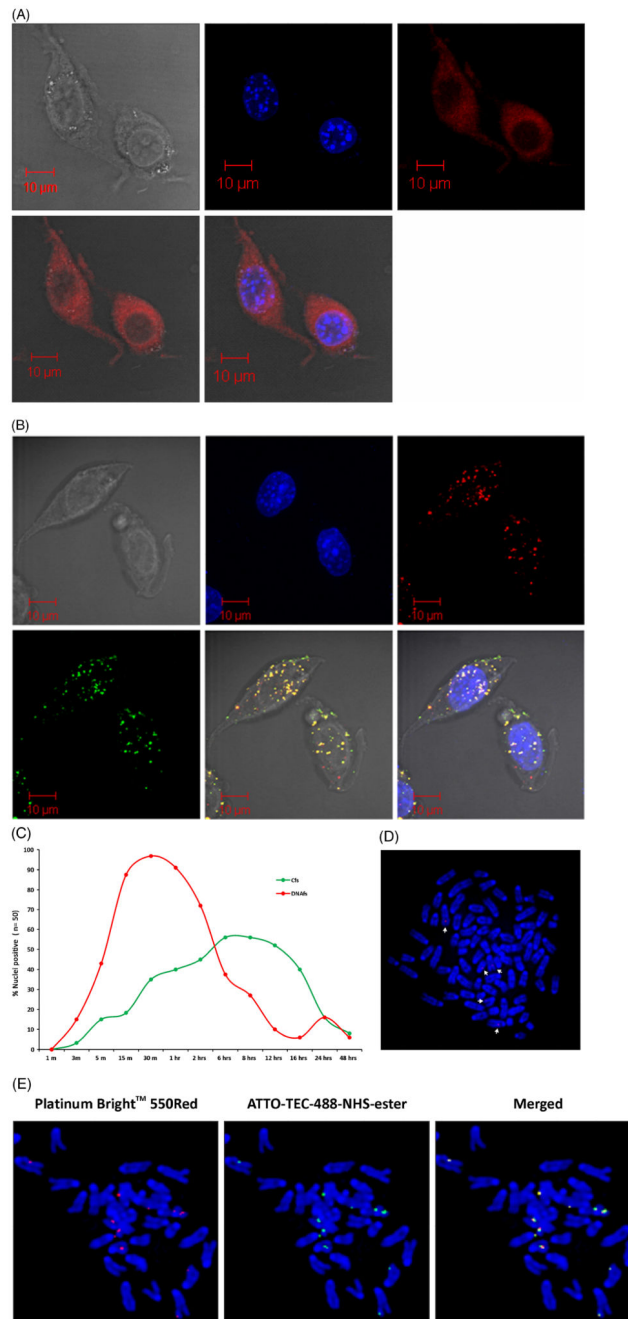 (A)
10 µm
10 µm
10 µm
10 µm
10 µm
(B)
10 µm
10 µm
10 µm
10 µm
10 µm
10 µm
(C)
% Nuclei positive ( n= 50)
100
90
80
70
60
50
40
30
20
10
0
Cfs
DNAfs
1 m 3m 5 m 15 m 30 m 1 hr 2 hrs 6 hrs 8 hrs 12 hrs 16 hrs 24 hrs 48 hrs
(D)
(E)
Platinum Bright™ 550Red ATTO-TEC-488-NHS-ester Merged